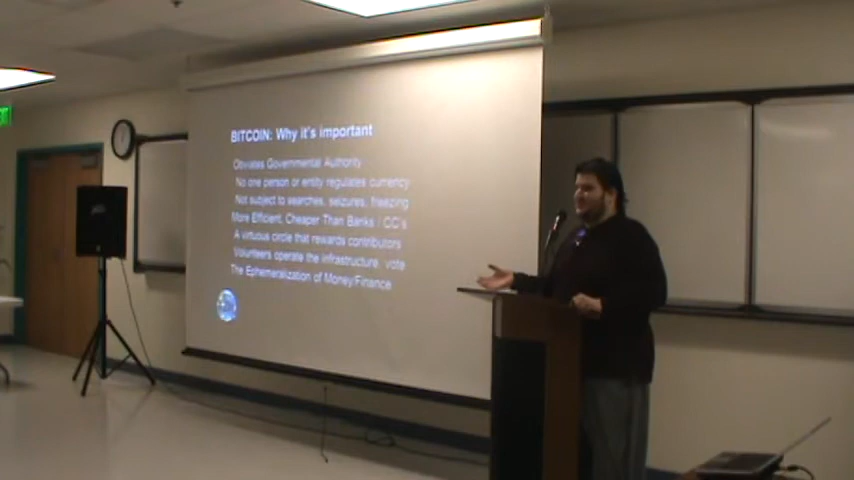 BITCOIN: Why it's important
Obviates Governmental Authority
No one person or entity regulates currency
Not subject to searches, seizures, freezing
More Efficient, Cheaper Than Banks / CC's
A virtuous circle that rewards contributors
Volunteers operate the infrastructure, vote
The Ephemeralization of Money/Finance